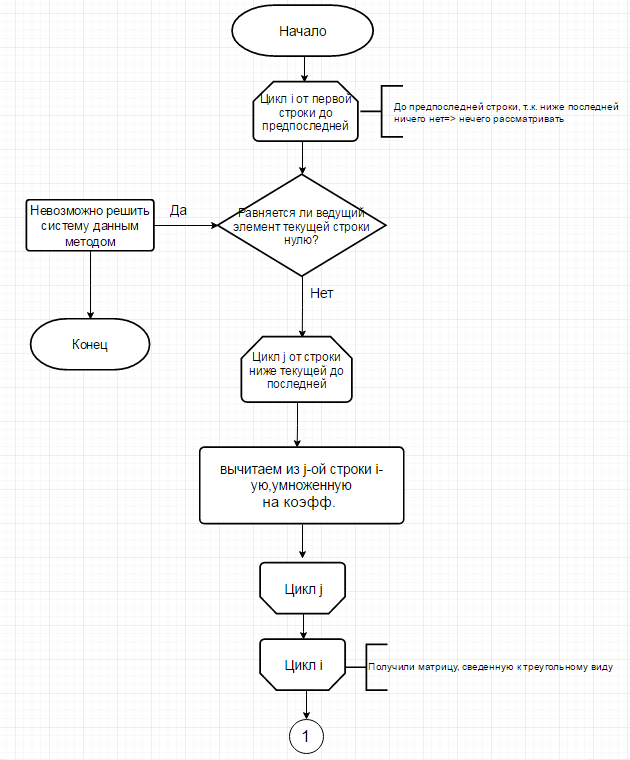 Начало
Цикл i от первой
строки до
предпоследней
До предпоследней строки, т.к. ниже последней
ничего нет=> нечего рассматривать
Равняется ли ведущий
элемент текущей строки
нулю?
Да
Невозможно решить
систему данным
методом
Конец
Нет
Цикл j от строки
ниже текущей до
последней
вычитаем из j-ой строки i-
ую,умноженную
на коэфф.
Цикл j
Цикл i
Получили матрицу, сведенную к треугольному виду
1